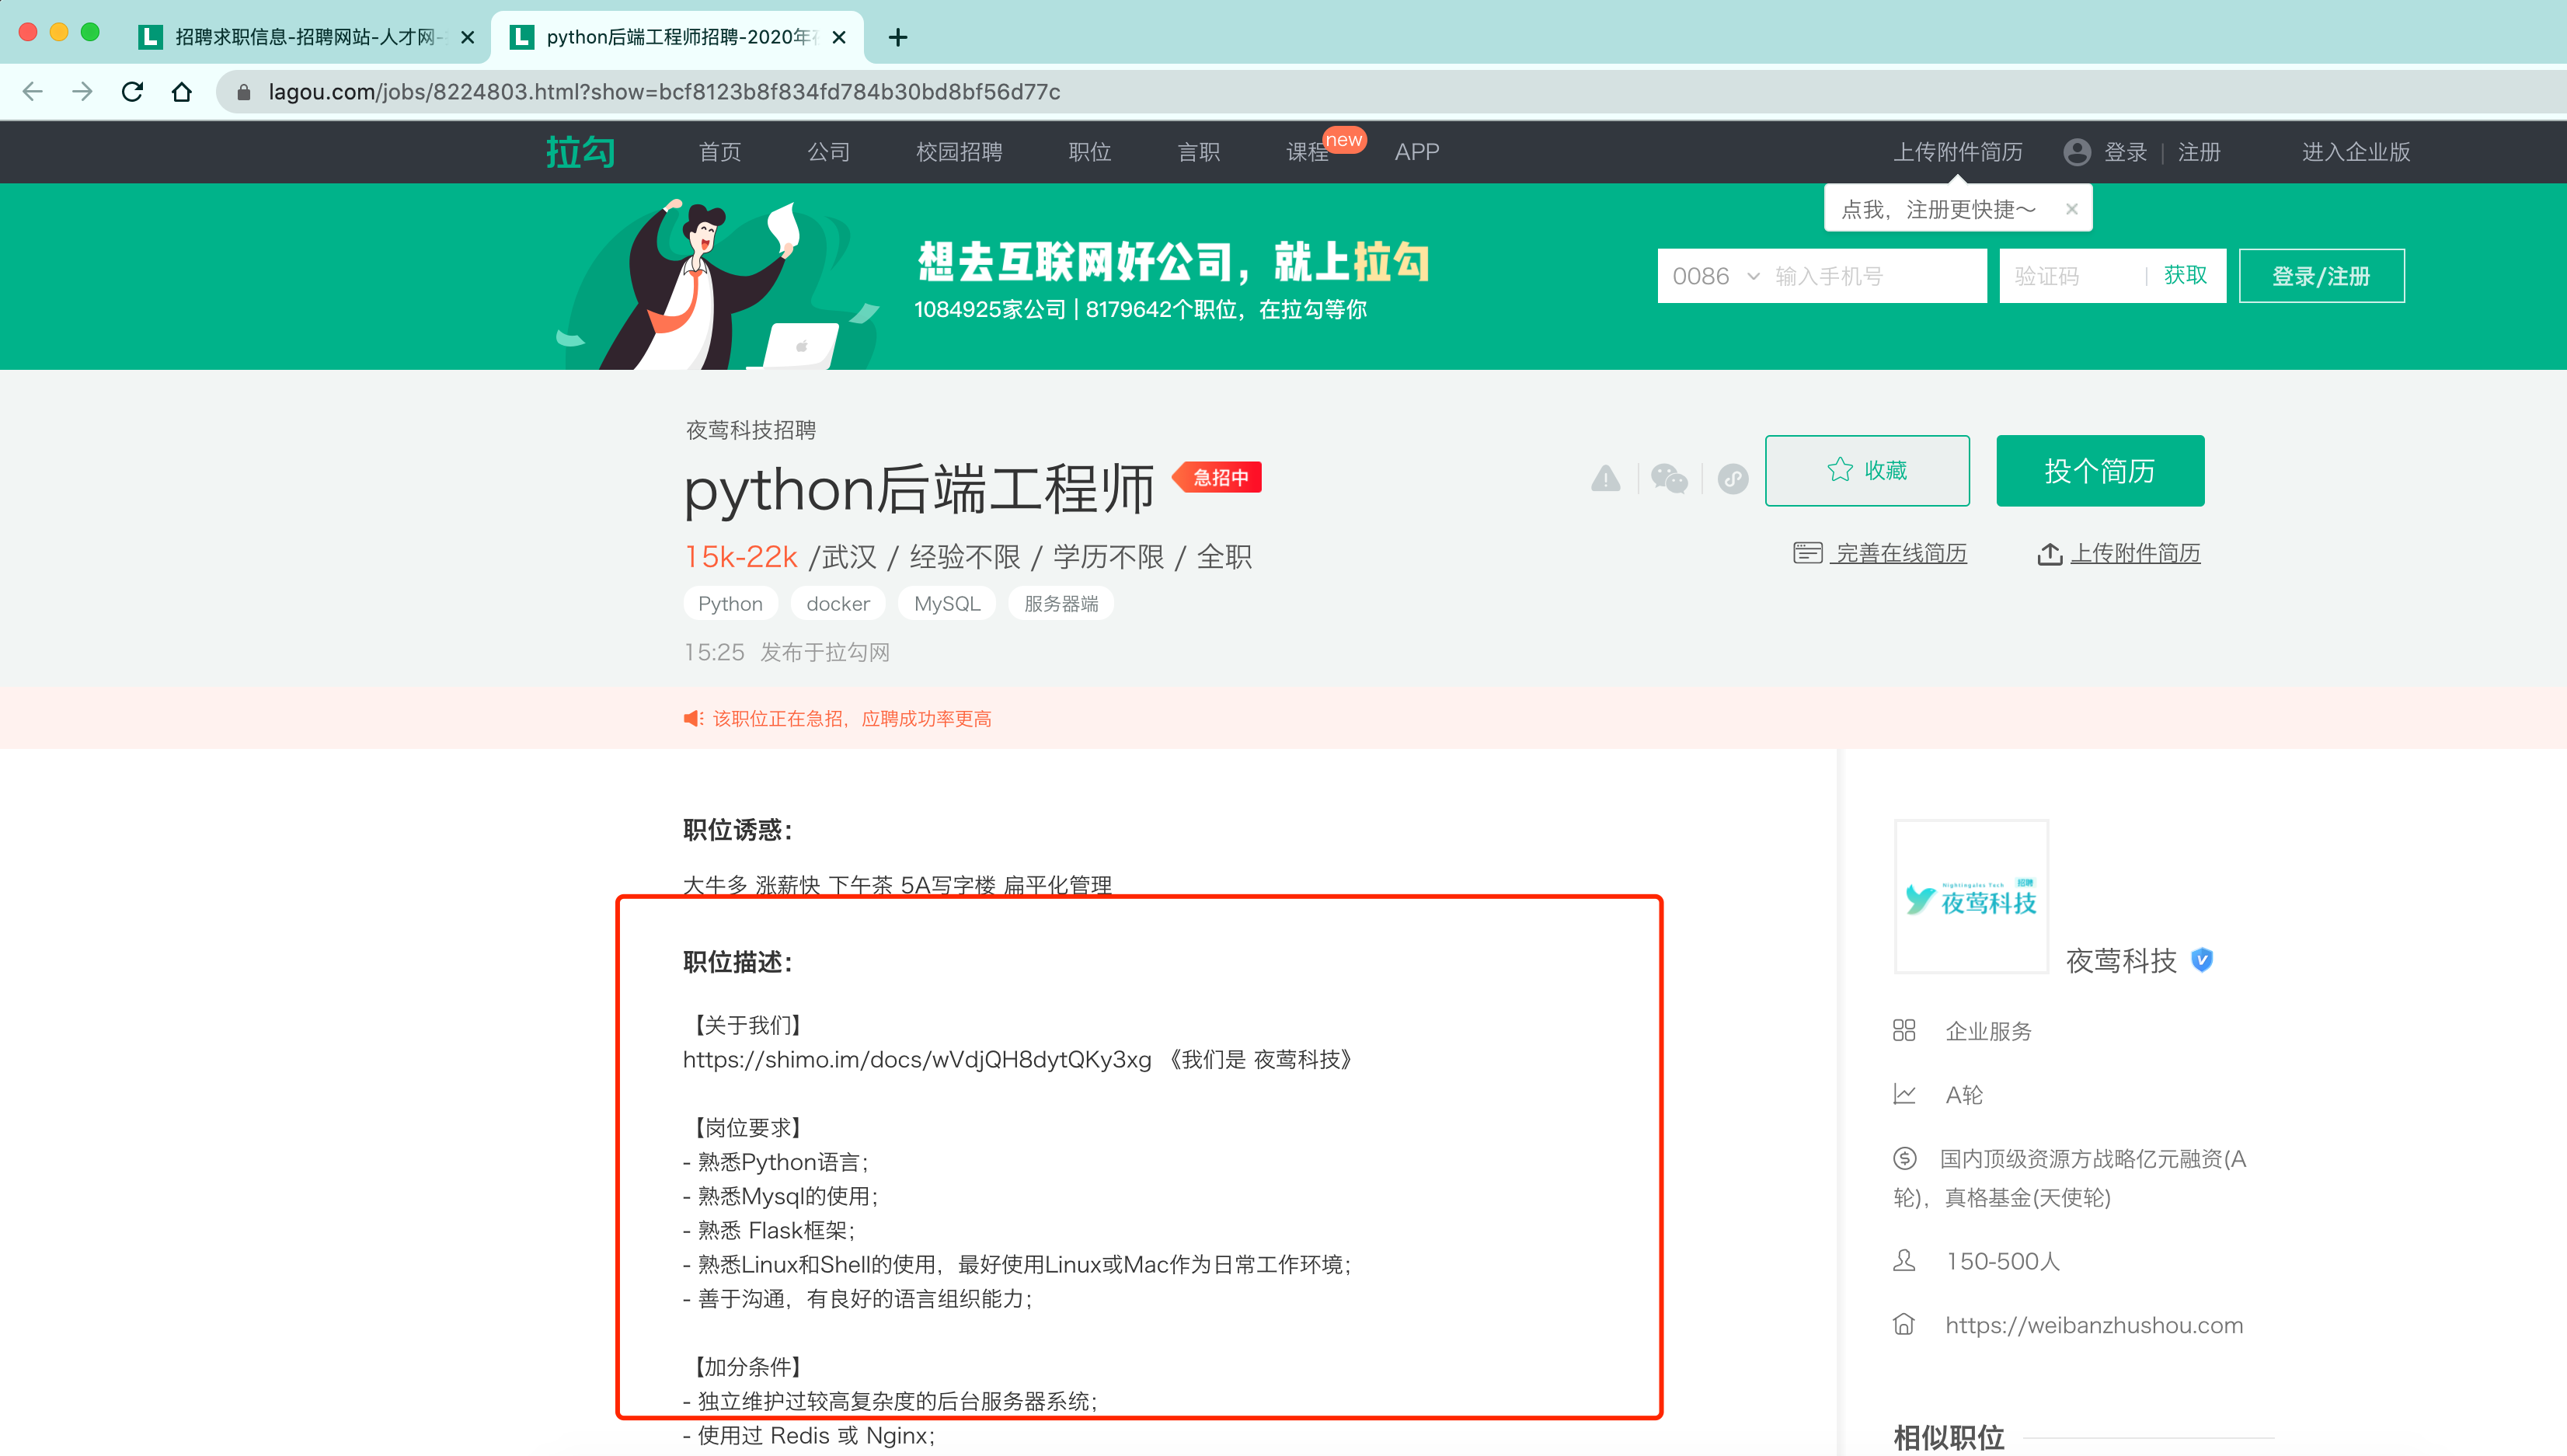 招聘求职信息-招聘网站-人才网-
python后端工程师招聘-2020年
lagou.com/jobs/8224803.html?show=bcf8123b8f834fd784b30bd8bf56d77c
拉勾 首页 公司 校园招聘 职位 言职 课程 new APP 上传附件简历 登录 | 注册 进入企业版
点我，注册更快捷～
想去互联网好公司，就上拉勾
1084925家公司 | 8179642个职位，在拉勾等你
0086 输入手机号 验证码 | 获取 登录/注册
夜莺科技招聘
python后端工程师 急招中
收藏 投个简历
15k-22k /武汉 / 经验不限 / 学历不限 / 全职
完善在线简历 上传附件简历
Python docker MySQL 服务器端
15:25 发布于拉勾网
该职位正在急招，应聘成功率更高
职位诱惑：
大牛多 涨薪快 下午茶 5A写字楼 扁平化管理
职位描述：
【关于我们】
https://shimo.im/docs/wVdjQH8dytQKy3xg 《我们是 夜莺科技》
【岗位要求】
- 熟悉Python语言；
- 熟悉Mysql的使用；
- 熟悉 Flask框架；
- 熟悉Linux和Shell的使用，最好使用Linux或Mac作为日常工作环境；
- 善于沟通，有良好的语言组织能力；
【加分条件】
- 独立维护过较高复杂度的后台服务器系统；
- 使用过 Redis 或 Nginx；
Nightingales Tech 招聘
夜莺科技
夜莺科技
企业服务
A轮
国内顶级资源方战略亿元融资(A
轮)，真格基金(天使轮)
150-500人
https://weibanzhushou.com
相似职位